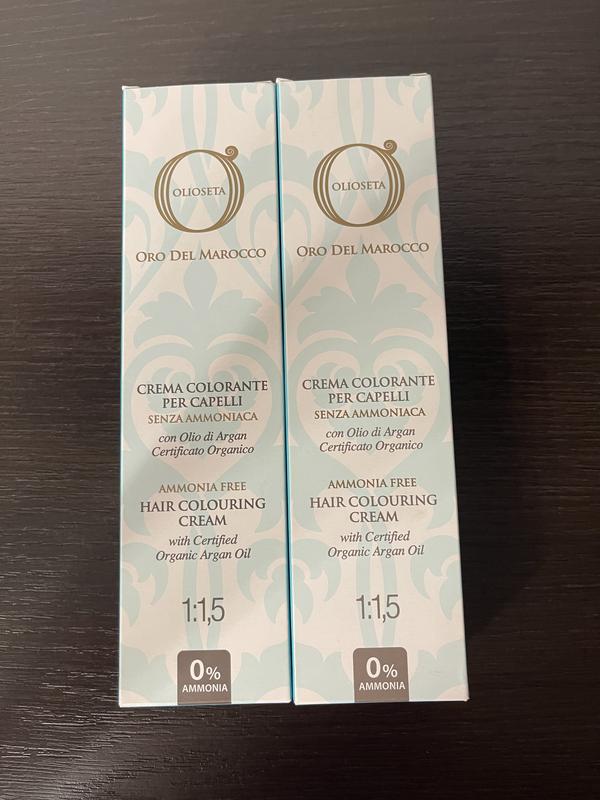 OLIOSETA
ORO DEL MAROCCO
CREMA COLORANTE
PER CAPELLI
SENZA AMMONIACA
con Olio di Argan
Certificato Organico
AMMONIA FREE
HAIR COLOURING
CREAM
with Certified
Organic Argan Oil
1:1,5
0%
AMMONIA
OLIOSETA
ORO DEL MAROCCO
CREMA COLORANTE
PER CAPELLI
SENZA AMMONIACA
con Olio di Argan
Certificato Organico
AMMONIA FREE
HAIR COLOURING
CREAM
with Certified
Organic Argan Oil
1:1,5
0%
AMMONIA